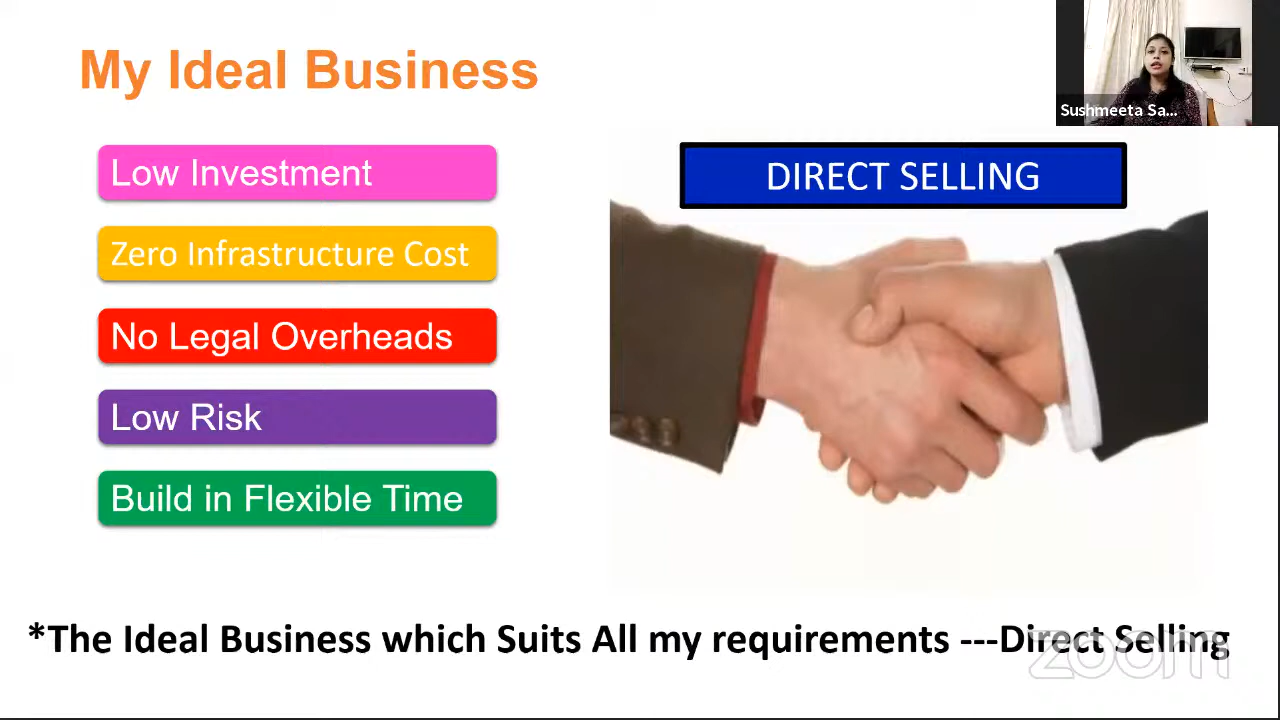 My Ideal Business
Sushmeeta Sa...
Low Investment
DIRECT SELLING
Zero Infrastructure Cost
No Legal Overheads
Low Risk
Build in Flexible Time
*The Ideal Business which Suits All my requirements ---Direct Selling
zoom